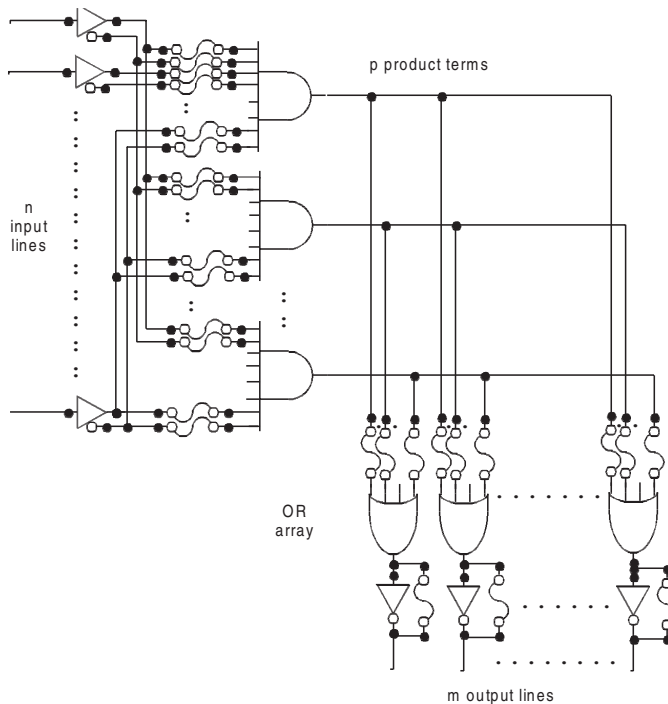 p product terms
n
input
lines
OR
array
m output lines